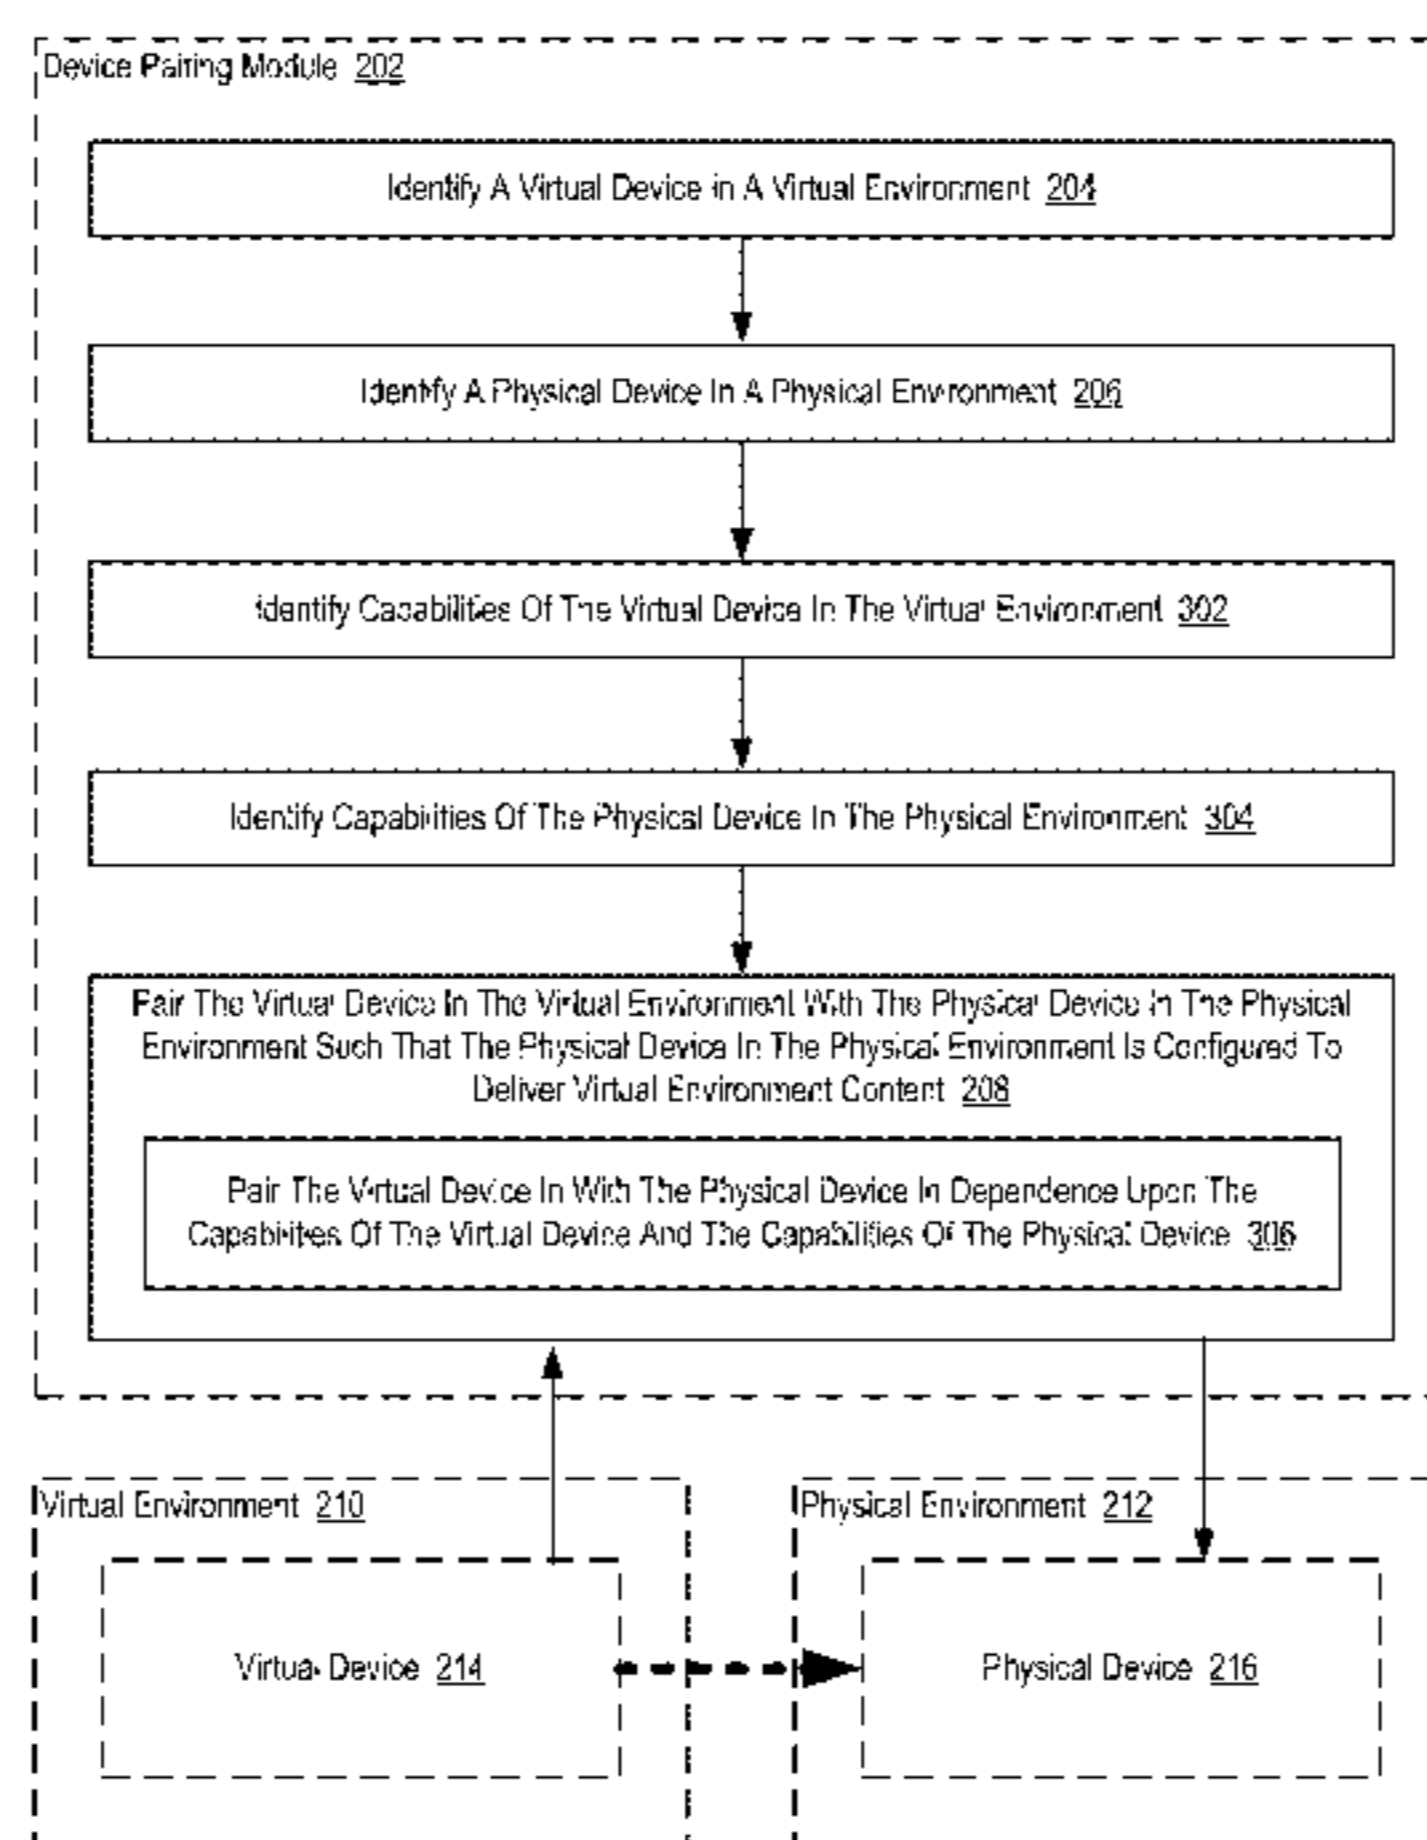 Device Pairing Module 202
Identify A Virtual Device in A Virtual Environment 204
Identify A Physical Device In A Physical Environment 206
Identify Capabilities Of The Virtual Device In The Virtual Environment 302
Identify Capabilities Of The Physical Device In The Physical Environment 304
Pair The Virtual Device In The Virtual Environment With The Physical Device In The Physical
Environment Such That The Physical Device In The Physical Environment Is Configured To
Deliver Virtual Environment Content 208
Pair The Virtual Device In With The Physical Device In Dependence Upon The
Capabilities Of The Virtual Device And The Capabilities Of The Physical Device 306
Virtual Environment 210
Physical Environment 212
Virtual Device 214
Physical Device 216